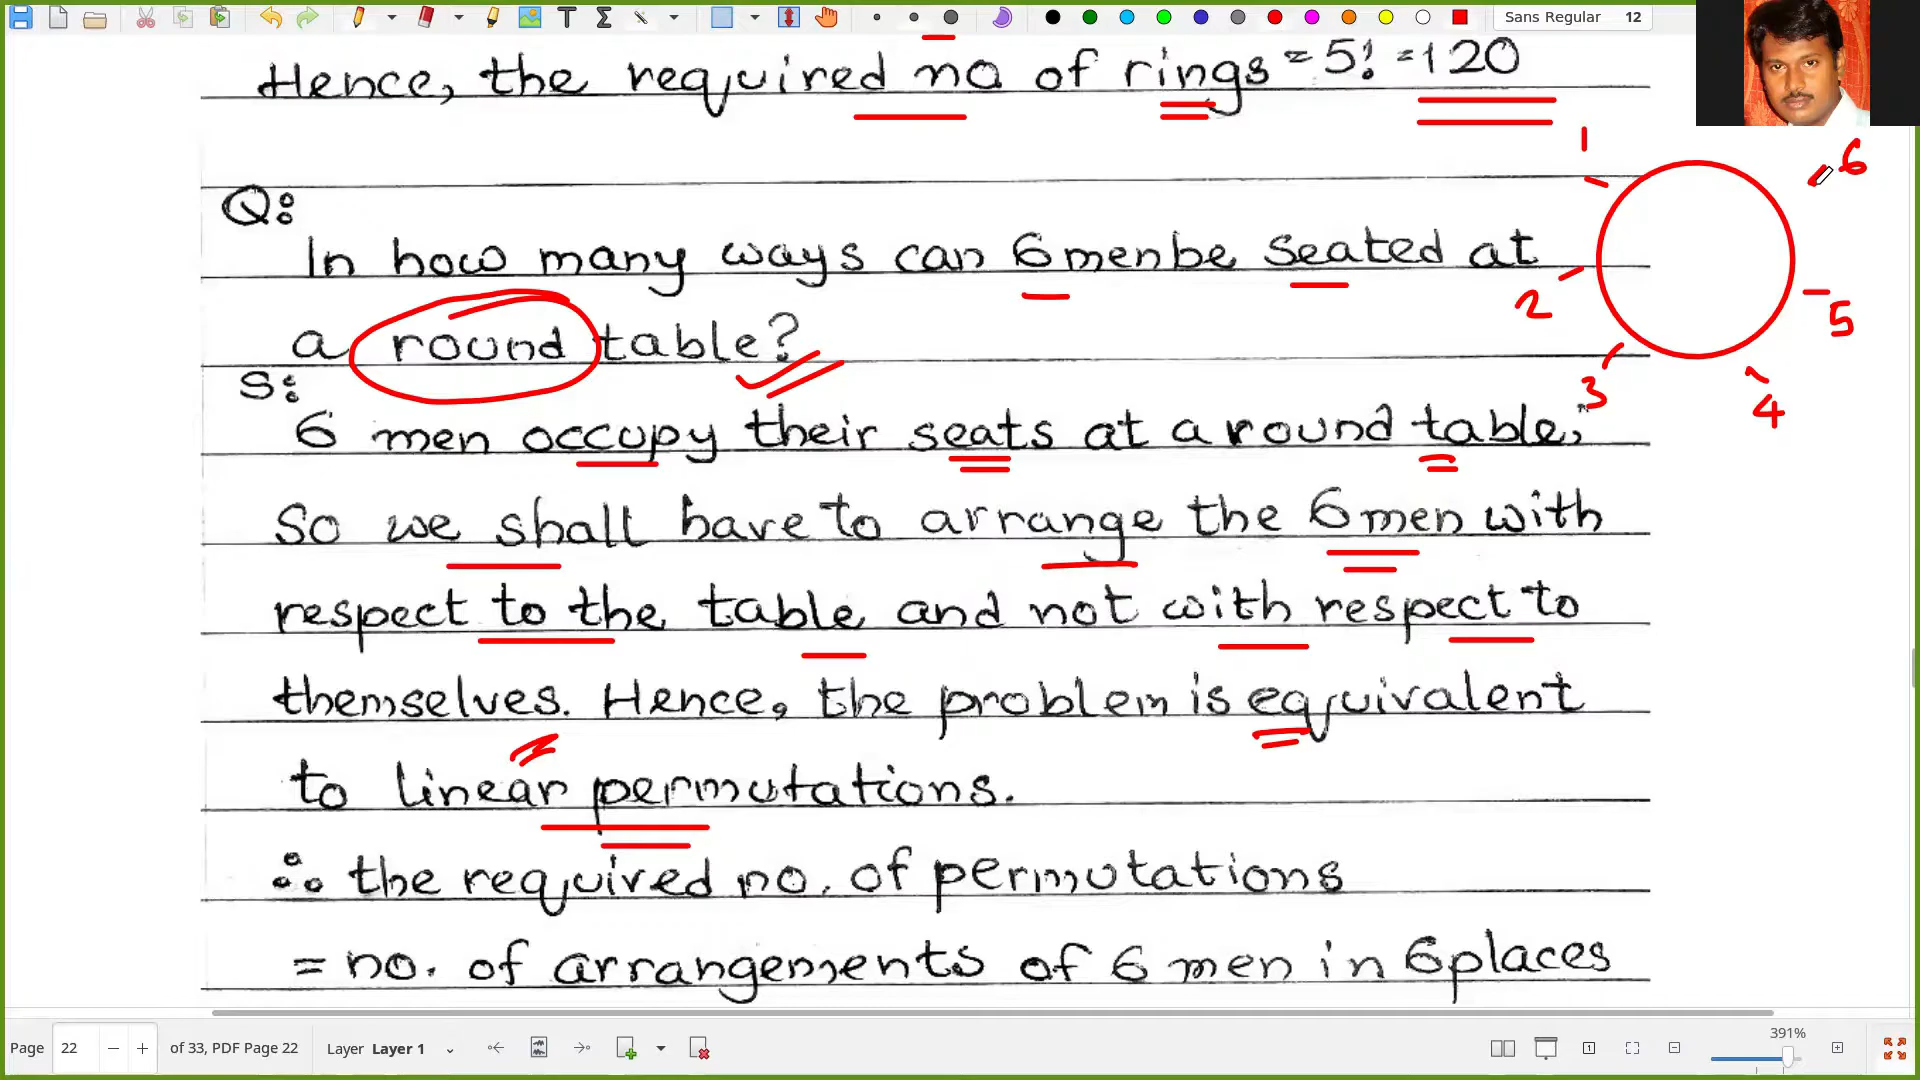 Sans Regular 12
Hence, the required no of rings = 5! = 120
Q:
In how many ways can 6 men be seated at
a round table?
S:
6 men occupy their seats at a round table,
So we shall have to arrange the 6 men with
respect to the table and not with respect to
themselves. Hence, the problem is equivalent
to linear permutations.
∴ the required no. of permutations
= no. of arrangements of 6 men in 6 places
1
2
3
4
5
6
Page 22 of 33, PDF Page 22 Layer Layer 1 391%